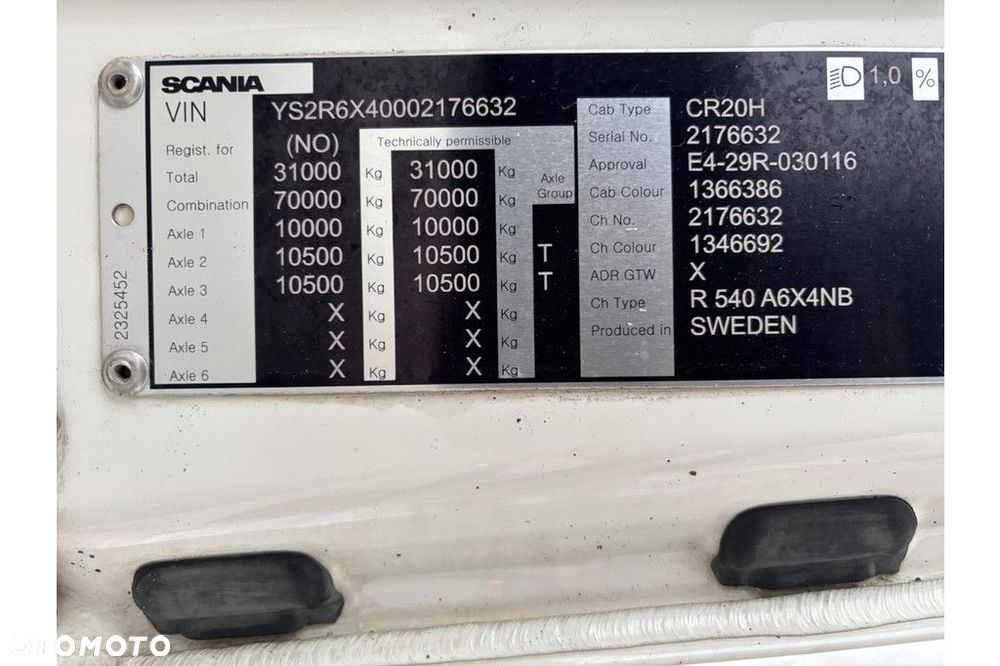 SCANIA
1,0 %
VIN YS2R6X40002176632
Regist. for (NO) Technically permissible
Total 31000 Kg 31000 Kg Axle Group
Combination 70000 Kg 70000 Kg
Axle 1 10000 Kg 10000 Kg
Axle 2 10500 Kg 10500 Kg T
Axle 3 10500 Kg 10500 Kg T
Axle 4 X Kg X Kg
Axle 5 X Kg X Kg
Axle 6 X Kg X Kg
Cab Type CR20H
Serial No. 2176632
Approval E4-29R-030116
Cab Colour 1366386
Ch No. 2176632
Ch Colour 1346692
ADR GTW X
Ch Type R 540 A6X4NB
Produced in SWEDEN
2325452
OTOMOTO